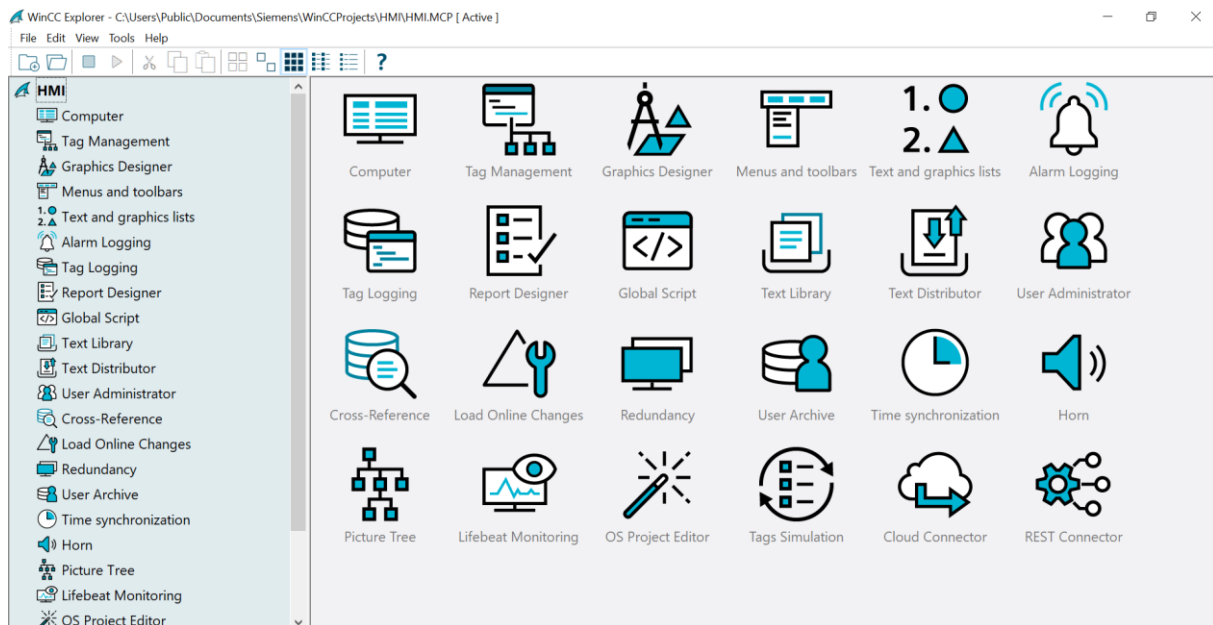 WinCC Explorer - C:\Users\Public\Documents\Siemens\WinCCProjects\HMI\HMI.MCP [ Active ]
File Edit View Tools Help
?
HMI
Computer
Tag Management
Graphics Designer
Menus and toolbars
1. 2. Text and graphics lists
Alarm Logging
Tag Logging
Report Designer
Global Script
Text Library
Text Distributor
User Administrator
Cross-Reference
Load Online Changes
Redundancy
User Archive
Time synchronization
Horn
Picture Tree
Lifebeat Monitoring
OS Project Editor
1.
2.
Computer Tag Management Graphics Designer Menus and toolbars Text and graphics lists Alarm Logging
</>
Tag Logging Report Designer Global Script Text Library Text Distributor User Administrator
Cross-Reference Load Online Changes Redundancy User Archive Time synchronization Horn
Picture Tree Lifebeat Monitoring OS Project Editor Tags Simulation Cloud Connector REST Connector